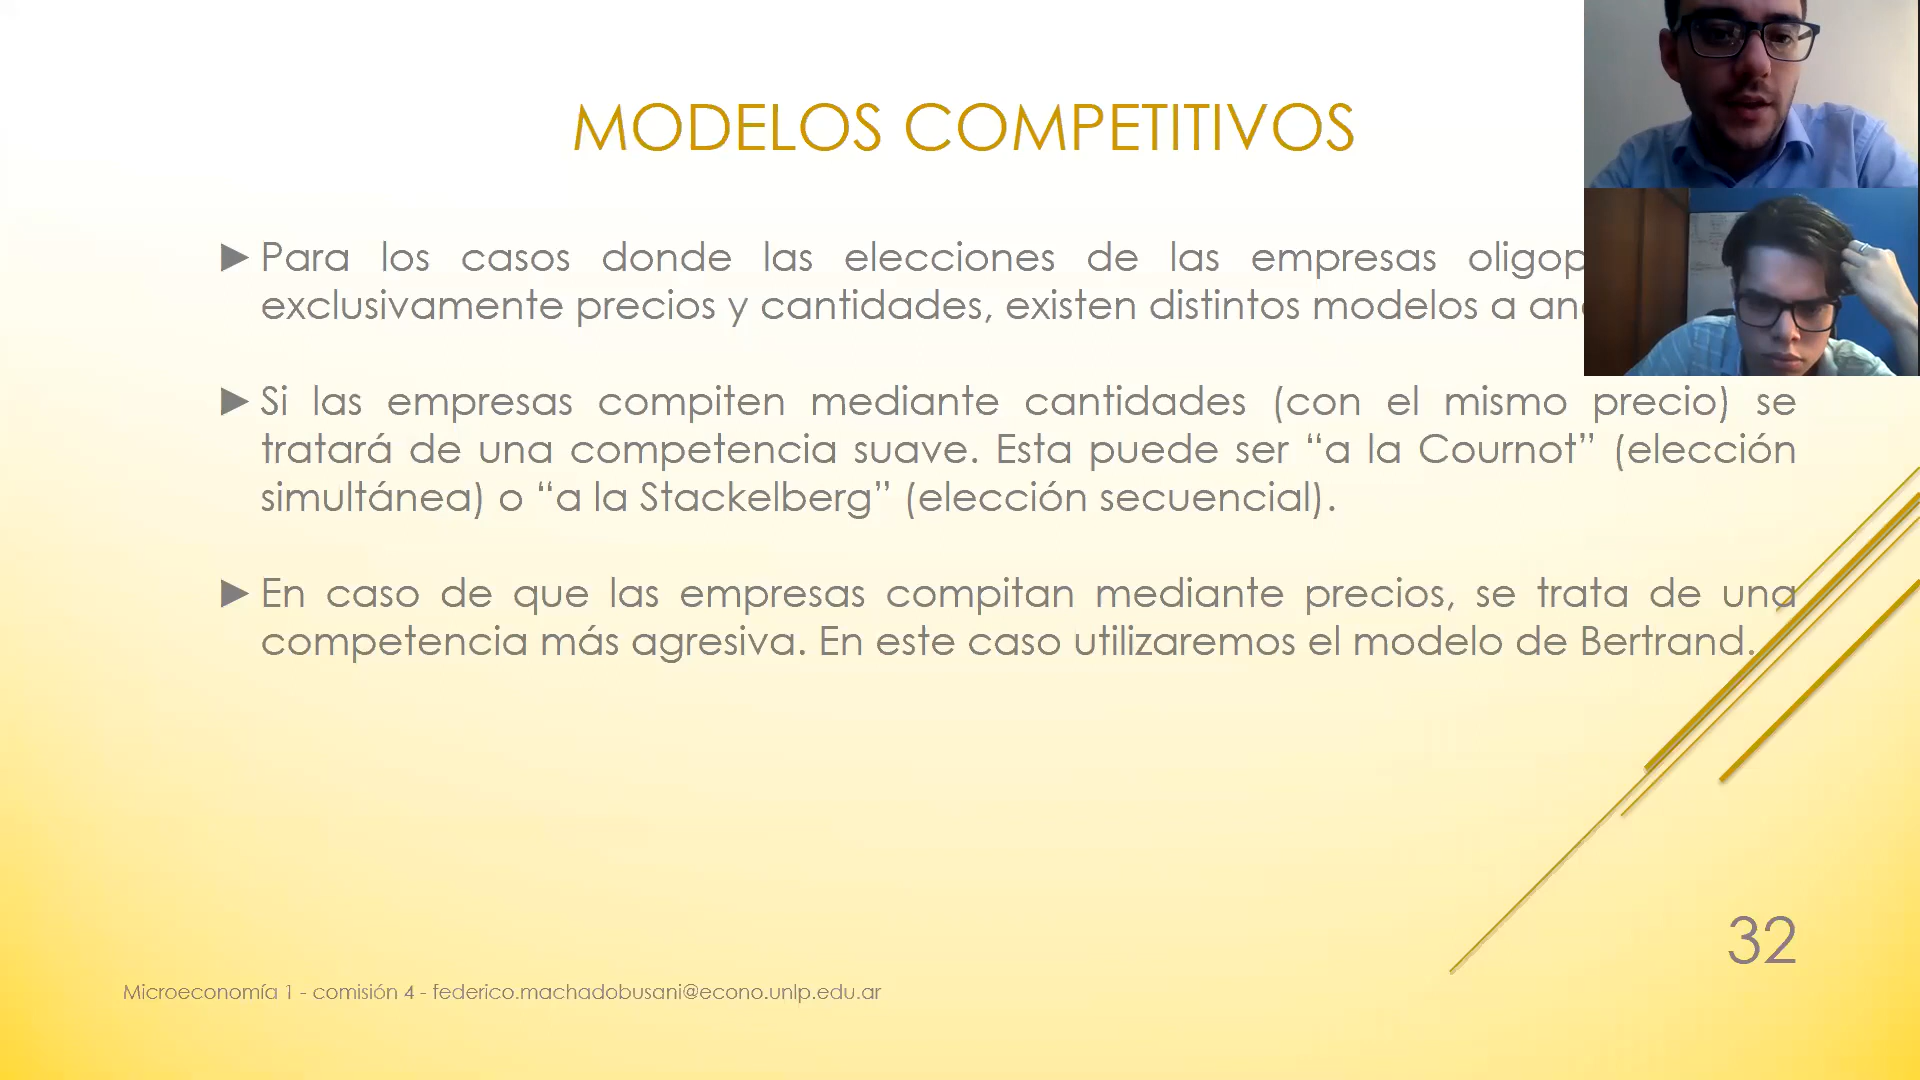 MODELOS COMPETITIVOS
Para los casos donde las elecciones de las empresas
exclusivamente precios y cantidades, existen distintos modelos a
Si las empresas compiten mediante cantidades (con el mismo precio) se
tratará de una competencia suave. Esta puede ser “a la Cournot” (elección
simultánea) o “a la Stackelberg” (elección secuencial).
En caso de que las empresas compitan mediante precios, se trata de una
competencia más agresiva. En este caso utilizaremos el modelo de Bertrand.
32
Microeconomía 1 - comisión 4 - federico.machadobusani@econo.unlp.edu.ar